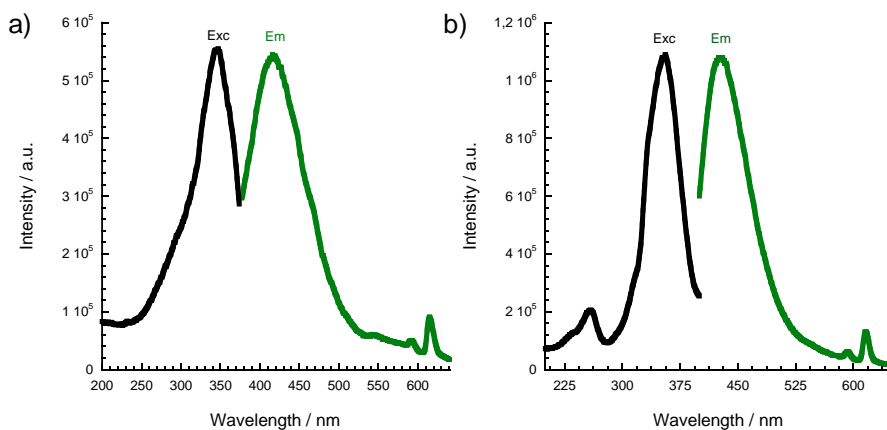 a)
Exc
Em
6 10⁵
5 10⁵
4 10⁵
3 10⁵
2 10⁵
1 10⁵
0
Intensity / a.u.
200 250 300 350 400 450 500 550 600
Wavelength / nm
b)
Exc
Em
1,2 10⁶
1 10⁶
8 10⁵
6 10⁵
4 10⁵
2 10⁵
0
Intensity / a.u.
225 300 375 450 525 600
Wavelength / nm